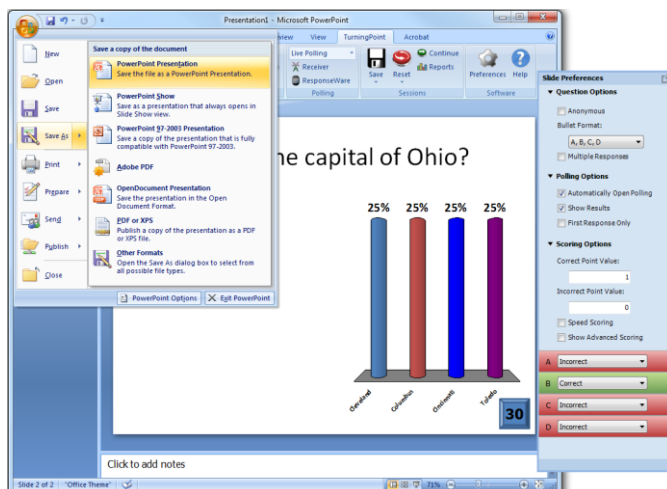 Presentation1 - Microsoft PowerPoint
View
TurningPoint
Acrobat
New
Open
Save
Save As
Print
Prepare
Send
Publish
Close
Save a copy of the document
PowerPoint Presentation
Save the file as a PowerPoint Presentation.
PowerPoint Show
Save as a presentation that always opens in
Slide Show view.
PowerPoint 97-2003 Presentation
Save a copy of the presentation that is fully
compatible with PowerPoint 97-2003.
Adobe PDF
OpenDocument Presentation
Save the presentation in the Open
Document Format.
PDF or XPS
Publish a copy of the presentation as a PDF
or XPS file.
Other Formats
Open the Save As dialog box to select from
all possible file types.
PowerPoint Options
Exit PowerPoint
Live Polling
Receiver
ResponseWare
Polling
Save
Reset
Continue
Reports
Sessions
Preferences
Help
Software
he capital of Ohio?
25% 25% 25% 25%
Cleveland
Columbus
Cincinnati
Toledo
30
Click to add notes
Slide 2 of 2
"Office Theme"
71%
Slide Preferences
Question Options
Anonymous
Bullet Format:
A, B, C, D
Multiple Responses
Polling Options
Automatically Open Polling
Show Results
First Response Only
Scoring Options
Correct Point Value:
1
Incorrect Point Value:
0
Speed Scoring
Show Advanced Scoring
A Incorrect
B Correct
C Incorrect
D Incorrect